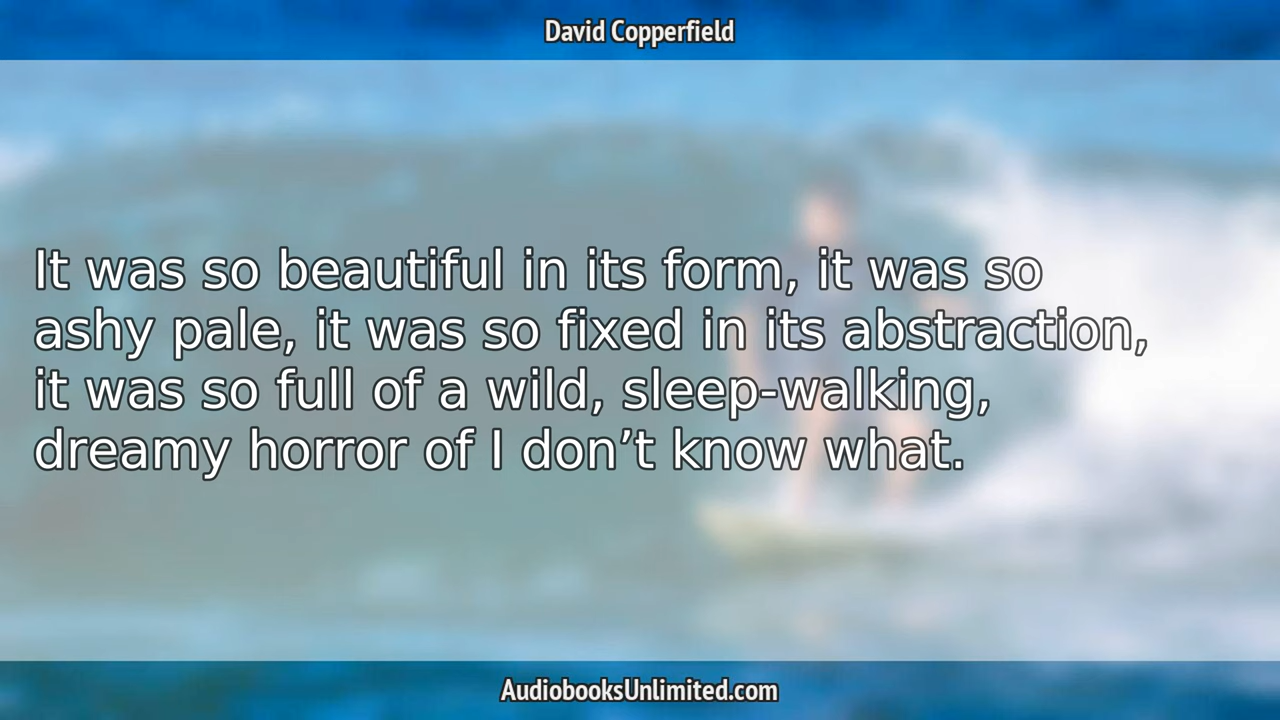 David Copperfield
It was so beautiful in its form, it was so
ashy pale, it was so fixed in its abstraction,
it was so full of a wild, sleep-walking,
dreamy horror of I don’t know what.
AudiobooksUnlimited.com